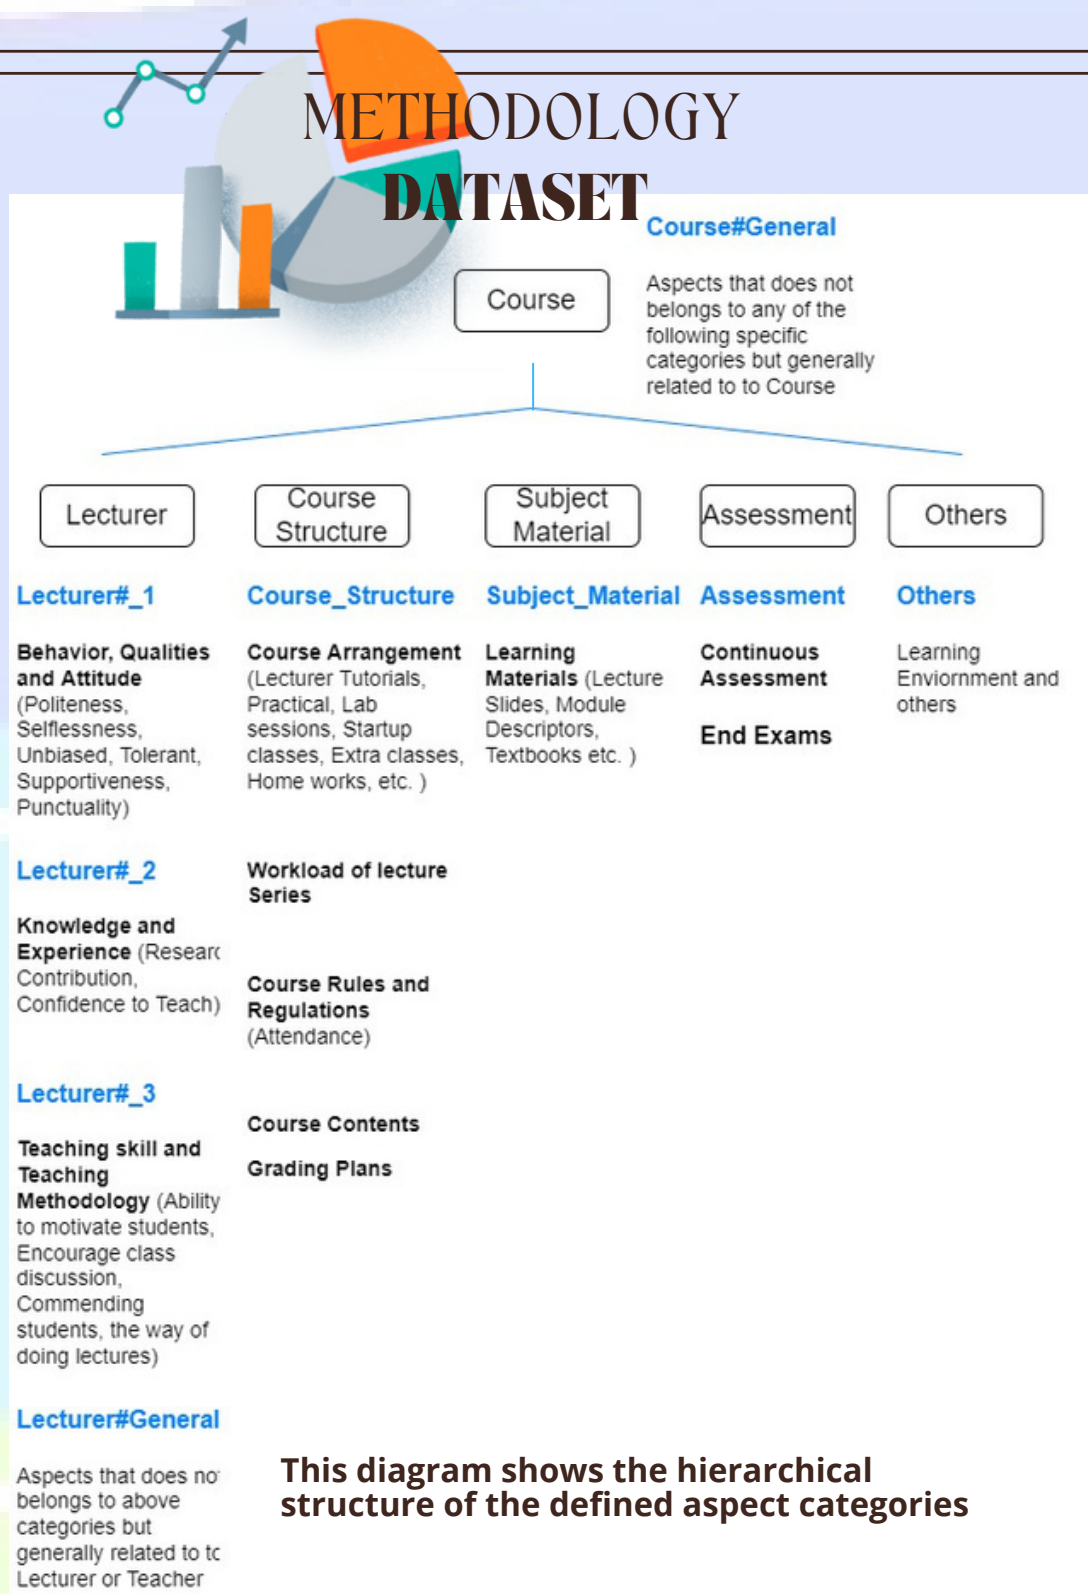 METHODOLOGY
DATASET
Course#General
Course
Aspects that does not
belongs to any of the
following specific
categories but generally
related to to Course
Lecturer
Course
Structure
Subject
Material
Assessment
Others
Lecturer#_1
Behavior, Qualities
and Attitude
(Politeness,
Selflessness,
Unbiased, Tolerant,
Supportiveness,
Punctuality)
Lecturer#_2
Knowledge and
Experience (Researc
Contribution,
Confidence to Teach)
Lecturer#_3
Teaching skill and
Teaching
Methodology (Ability
to motivate students,
Encourage class
discussion,
Commending
students, the way of
doing lectures)
Lecturer#General
Aspects that does no
belongs to above
categories but
generally related to to
Lecturer or Teacher
Course_Structure
Course Arrangement
(Lecturer Tutorials,
Practical, Lab
sessions, Startup
classes, Extra classes,
Home works, etc. )
Workload of lecture
Series
Course Rules and
Regulations
(Attendance)
Course Contents
Grading Plans
Subject_Material
Learning
Materials (Lecture
Slides, Module
Descriptors,
Textbooks etc. )
Assessment
Continuous
Assessment
End Exams
Others
Learning
Enviornment and
others
This diagram shows the hierarchical
structure of the defined aspect categories